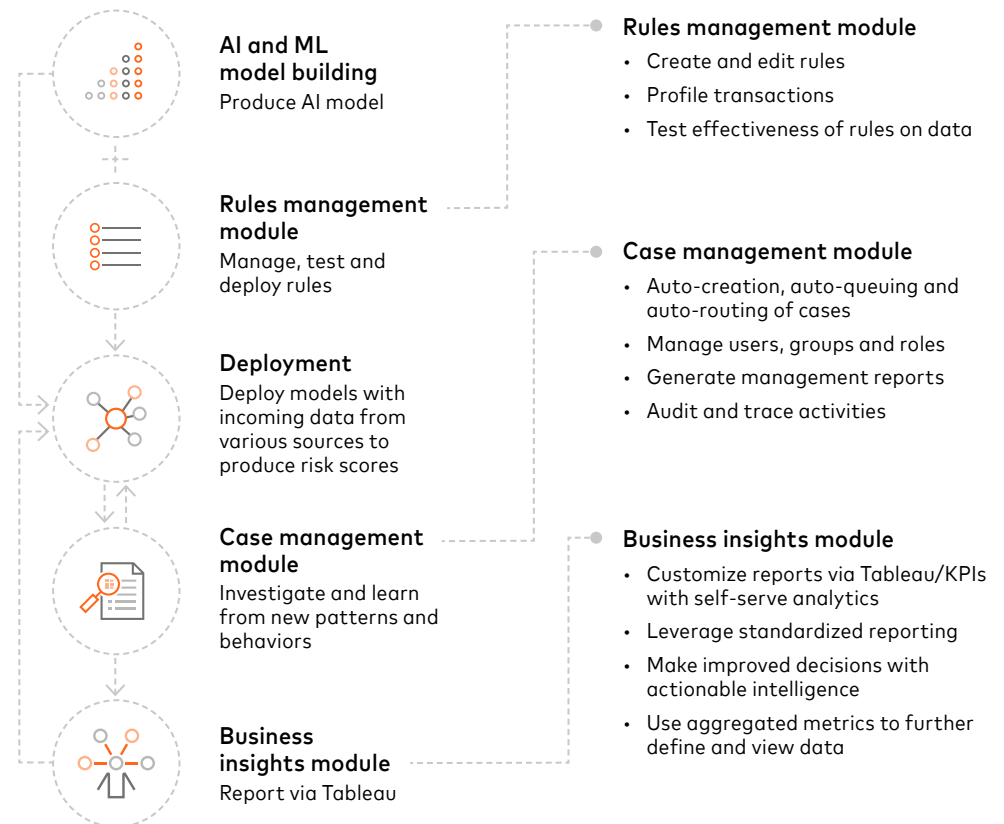 AI and ML
model building
Produce AI model
Rules management
module
Manage, test and
deploy rules
Deployment
Deploy models with
incoming data from
various sources to
produce risk scores
Case management
module
Investigate and learn
from new patterns and
behaviors
Business
insights module
Report via Tableau
Rules management module
• Create and edit rules
• Profile transactions
• Test effectiveness of rules on data
Case management module
• Auto-creation, auto-queuing and
auto-routing of cases
• Manage users, groups and roles
• Generate management reports
• Audit and trace activities
Business insights module
• Customize reports via Tableau/KPIs
with self-serve analytics
• Leverage standardized reporting
• Make improved decisions with
actionable intelligence
• Use aggregated metrics to further
define and view data